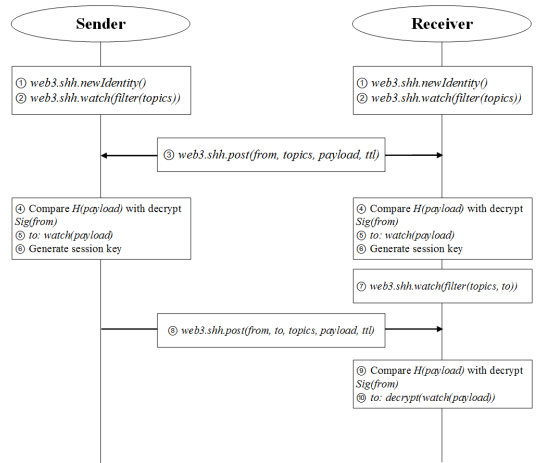 Sender
Receiver
① web3.shh.newIdentity()
② web3.shh.watch(filter(topics))
① web3.shh.newIdentity()
② web3.shh.watch(filter(topics))
③ web3.shh.post(from, topics, payload, ttl)
④ Compare H(payload) with decrypt
Sig(from)
⑤ to: watch(payload)
⑥ Generate session key
④ Compare H(payload) with decrypt
Sig(from)
⑤ to: watch(payload)
⑥ Generate session key
⑦ web3.shh.watch(filter(topics, to))
⑧ web3.shh.post(from, to, topics, payload, ttl)
⑨ Compare H(payload) with decrypt
Sig(from)
⑩ to: decrypt(watch(payload))